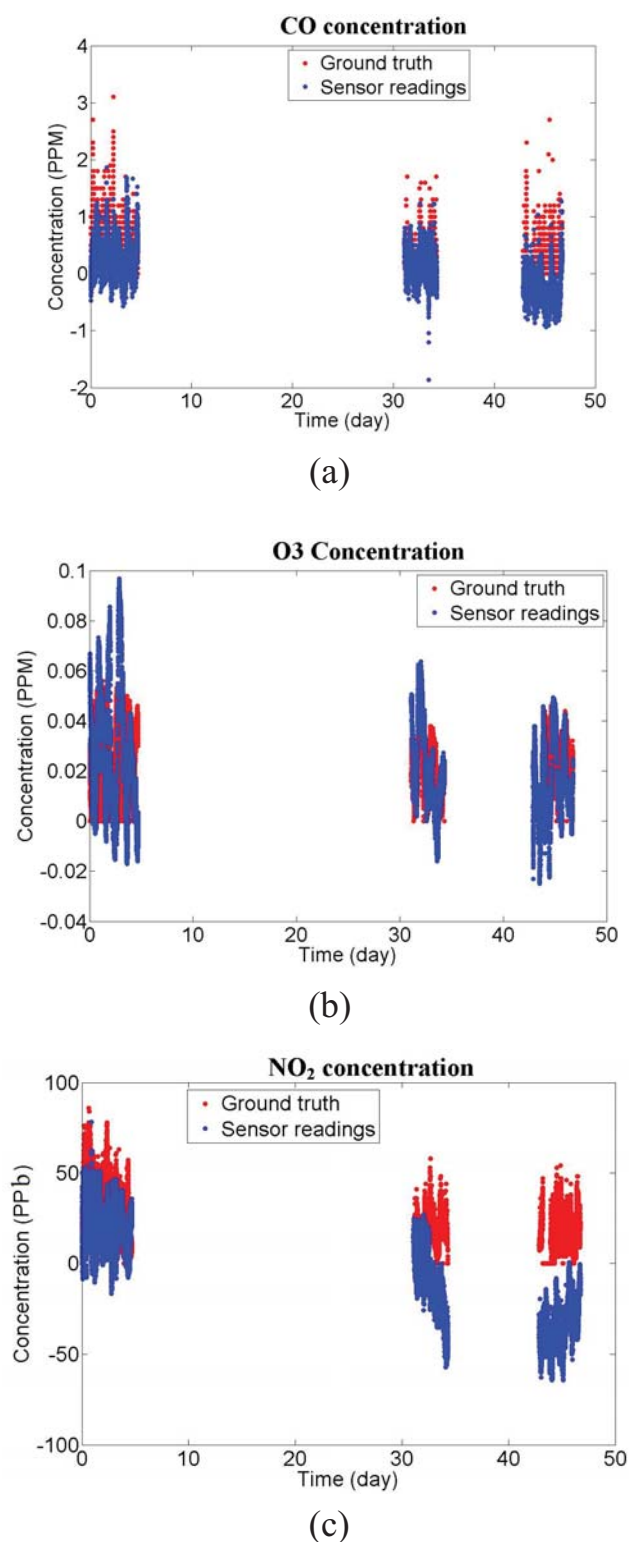 CO concentration
4
3
2
1
0
-1
-2
Concentration (PPM)
Ground truth
Sensor readings
0 10 20 30 40 50
Time (day)
(a)
O3 Concentration
0.1
0.08
0.06
0.04
0.02
0
-0.02
-0.04
Concentration (PPM)
Ground truth
Sensor readings
0 10 20 30 40 50
Time (day)
(b)
NO₂ concentration
100
50
0
-50
-100
Concentration (PPb)
Ground truth
Sensor readings
0 10 20 30 40 50
Time (day)
(c)